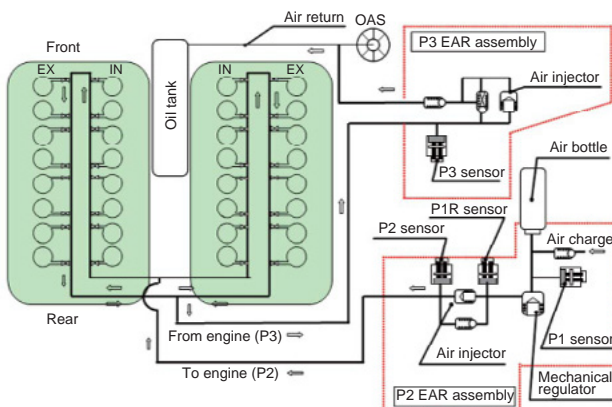 Air return
OAS
P3 EAR assembly
Front
EX
IN
IN
EX
Oil tank
Air injector
P3 sensor
Air bottle
P1R sensor
P2 sensor
Air charge
Rear
From engine (P3)
To engine (P2)
Air injector
P1 sensor
P2 EAR assembly
Mechanical
regulator